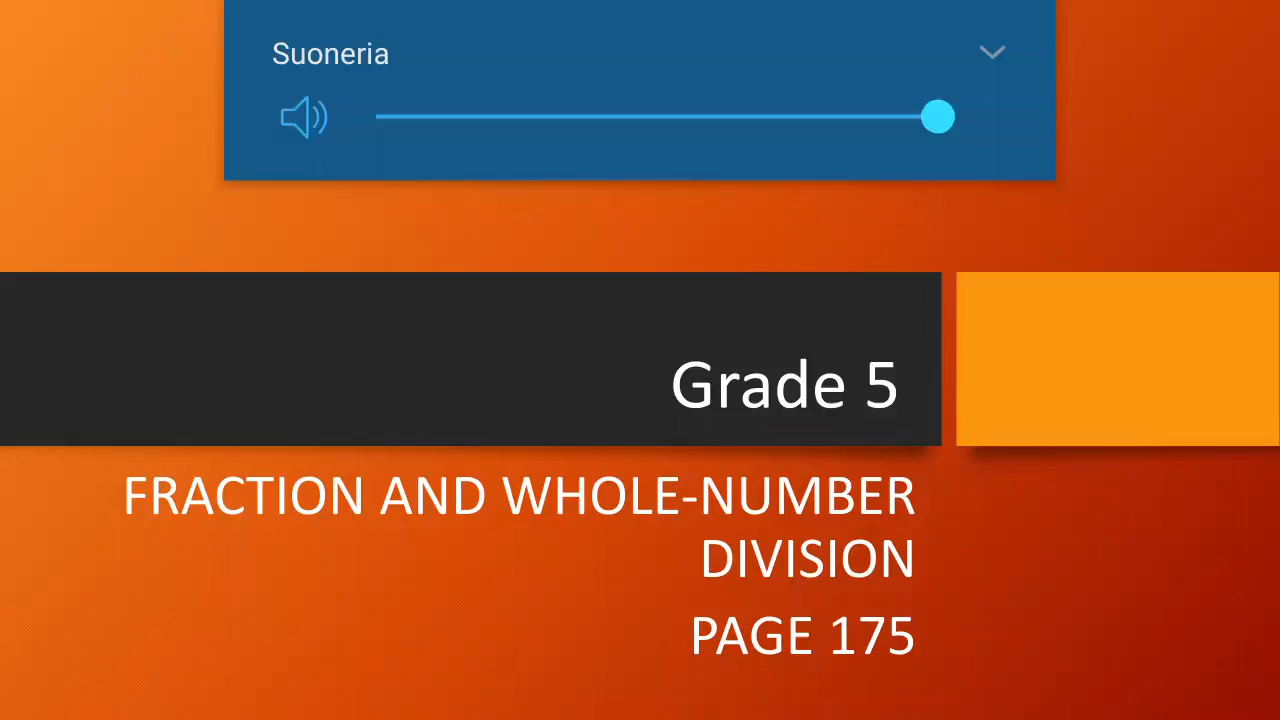 Suoneria
Grade 5
FRACTION AND WHOLE-NUMBER
DIVISION
PAGE 175